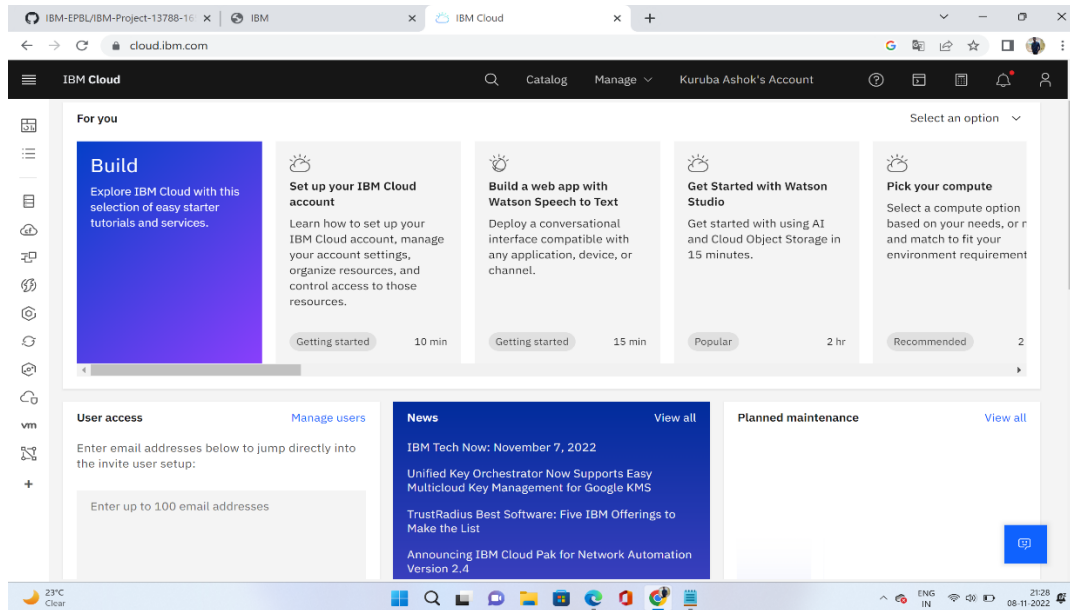 IBM-EPBL/IBM-Project-13788-16
IBM
IBM Cloud
cloud.ibm.com
IBM Cloud
Catalog
Manage
Kuruba Ashok's Account
For you
Select an option
Build
Explore IBM Cloud with this
selection of easy starter
tutorials and services.
Set up your IBM Cloud
account
Learn how to set up your
IBM Cloud account, manage
your account settings,
organize resources, and
control access to those
resources.
Getting started
10 min
Build a web app with
Watson Speech to Text
Deploy a conversational
interface compatible with
any application, device, or
channel.
Getting started
15 min
Get Started with Watson
Studio
Get started with using AI
and Cloud Object Storage in
15 minutes.
Popular
2 hr
Pick your compute
Select a compute option
based on your needs, or
and match to fit your
environment requirement
Recommended
2
vm
User access
Manage users
Enter email addresses below to jump directly into
the invite user setup:
Enter up to 100 email addresses
News
View all
IBM Tech Now: November 7, 2022
Unified Key Orchestrator Now Supports Easy
Multicloud Key Management for Google KMS
TrustRadius Best Software: Five IBM Offerings to
Make the List
Announcing IBM Cloud Pak for Network Automation
Version 2.4
Planned maintenance
View all
23°C
Clear
ENG
IN
21:28
08-11-2022